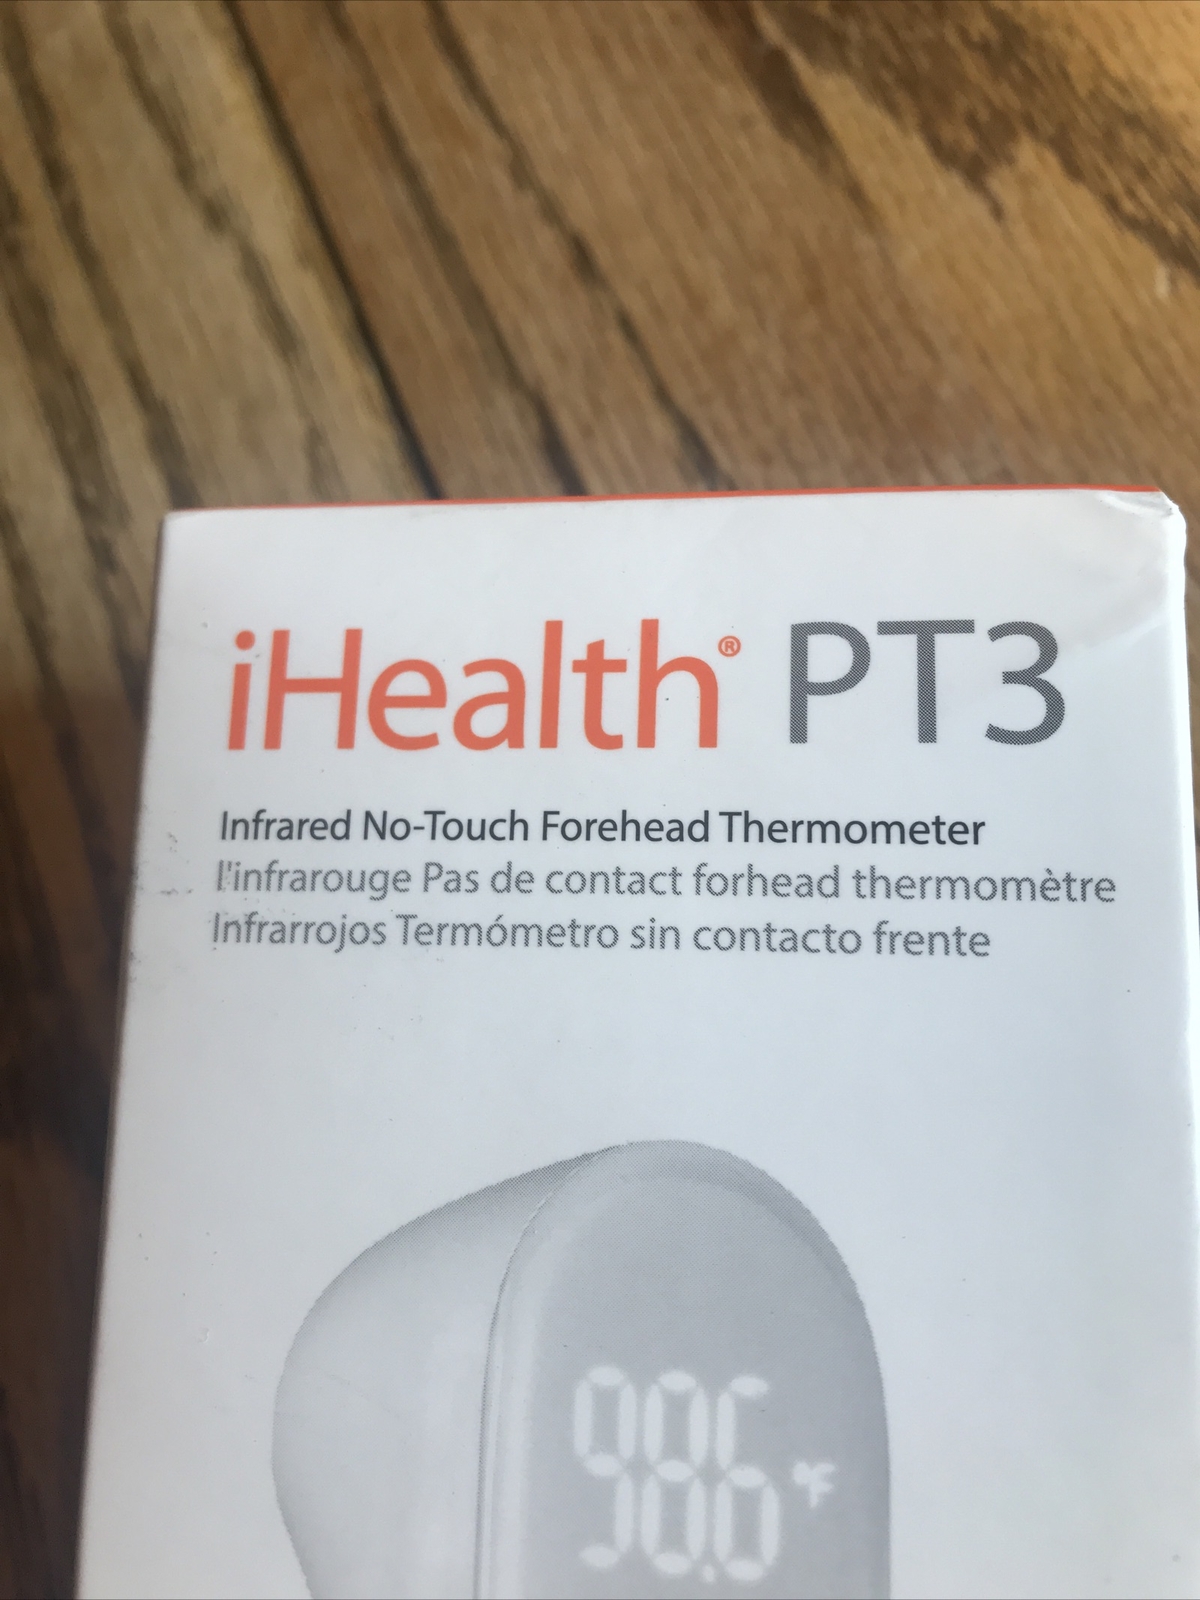 iHealth® PT3
Infrared No-Touch Forehead Thermometer
l'infrarouge Pas de contact forhead thermomètre
Infrarrojos Termómetro sin contacto frente
98.6 °F